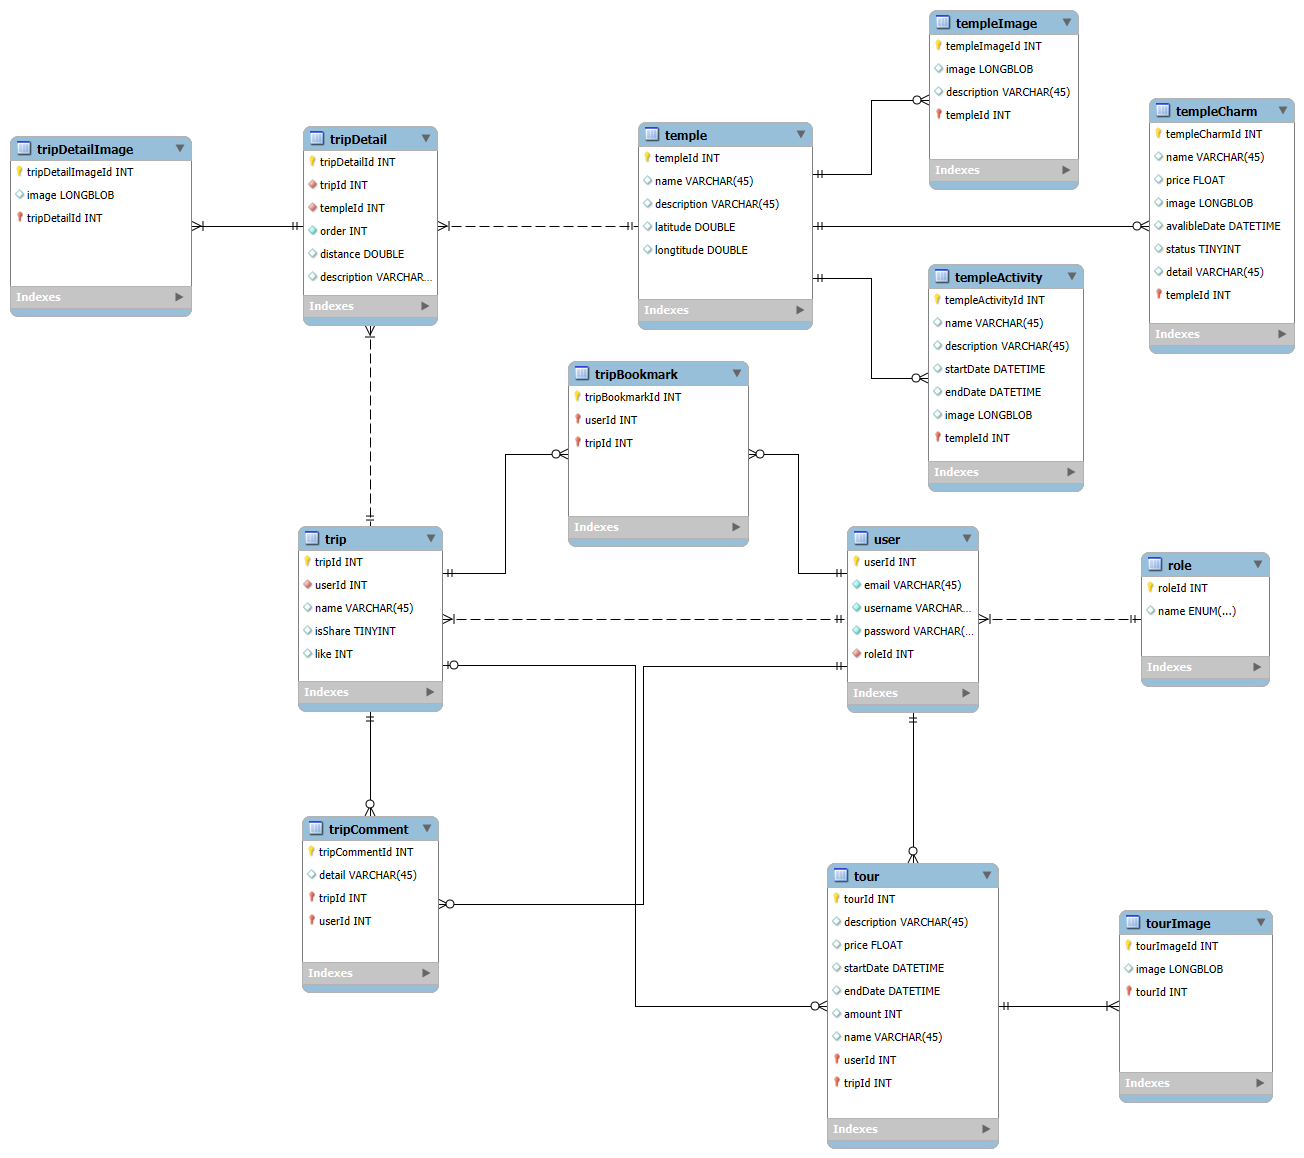 templeImage
templeImageId INT
image LONGBLOB
description VARCHAR(45)
templeId INT
Indexes
templeCharm
templeCharmId INT
name VARCHAR(45)
price FLOAT
image LONGBLOB
avalibleDate DATETIME
status TINYINT
detail VARCHAR(45)
templeId INT
Indexes
tripDetailImage
tripDetailImageId INT
image LONGBLOB
tripDetailId INT
Indexes
tripDetail
tripDetailId INT
tripId INT
templeId INT
order INT
distance DOUBLE
description VARCHAR...
Indexes
temple
templeId INT
name VARCHAR(45)
description VARCHAR(45)
latitude DOUBLE
longtitude DOUBLE
Indexes
templeActivity
templeActivityId INT
name VARCHAR(45)
description VARCHAR(45)
startDate DATETIME
endDate DATETIME
image LONGBLOB
templeId INT
Indexes
tripBookmark
tripBookmarkId INT
userId INT
tripId INT
Indexes
trip
tripId INT
userId INT
name VARCHAR(45)
isShare TINYINT
like INT
Indexes
user
userId INT
email VARCHAR(45)
username VARCHAR...
password VARCHAR(...
roleId INT
Indexes
role
roleId INT
name ENUM(...)
Indexes
tripComment
tripCommentId INT
detail VARCHAR(45)
tripId INT
userId INT
Indexes
tour
tourId INT
description VARCHAR(45)
price FLOAT
startDate DATETIME
endDate DATETIME
amount INT
name VARCHAR(45)
userId INT
tripId INT
Indexes
tourImage
tourImageId INT
image LONGBLOB
tourId INT
Indexes